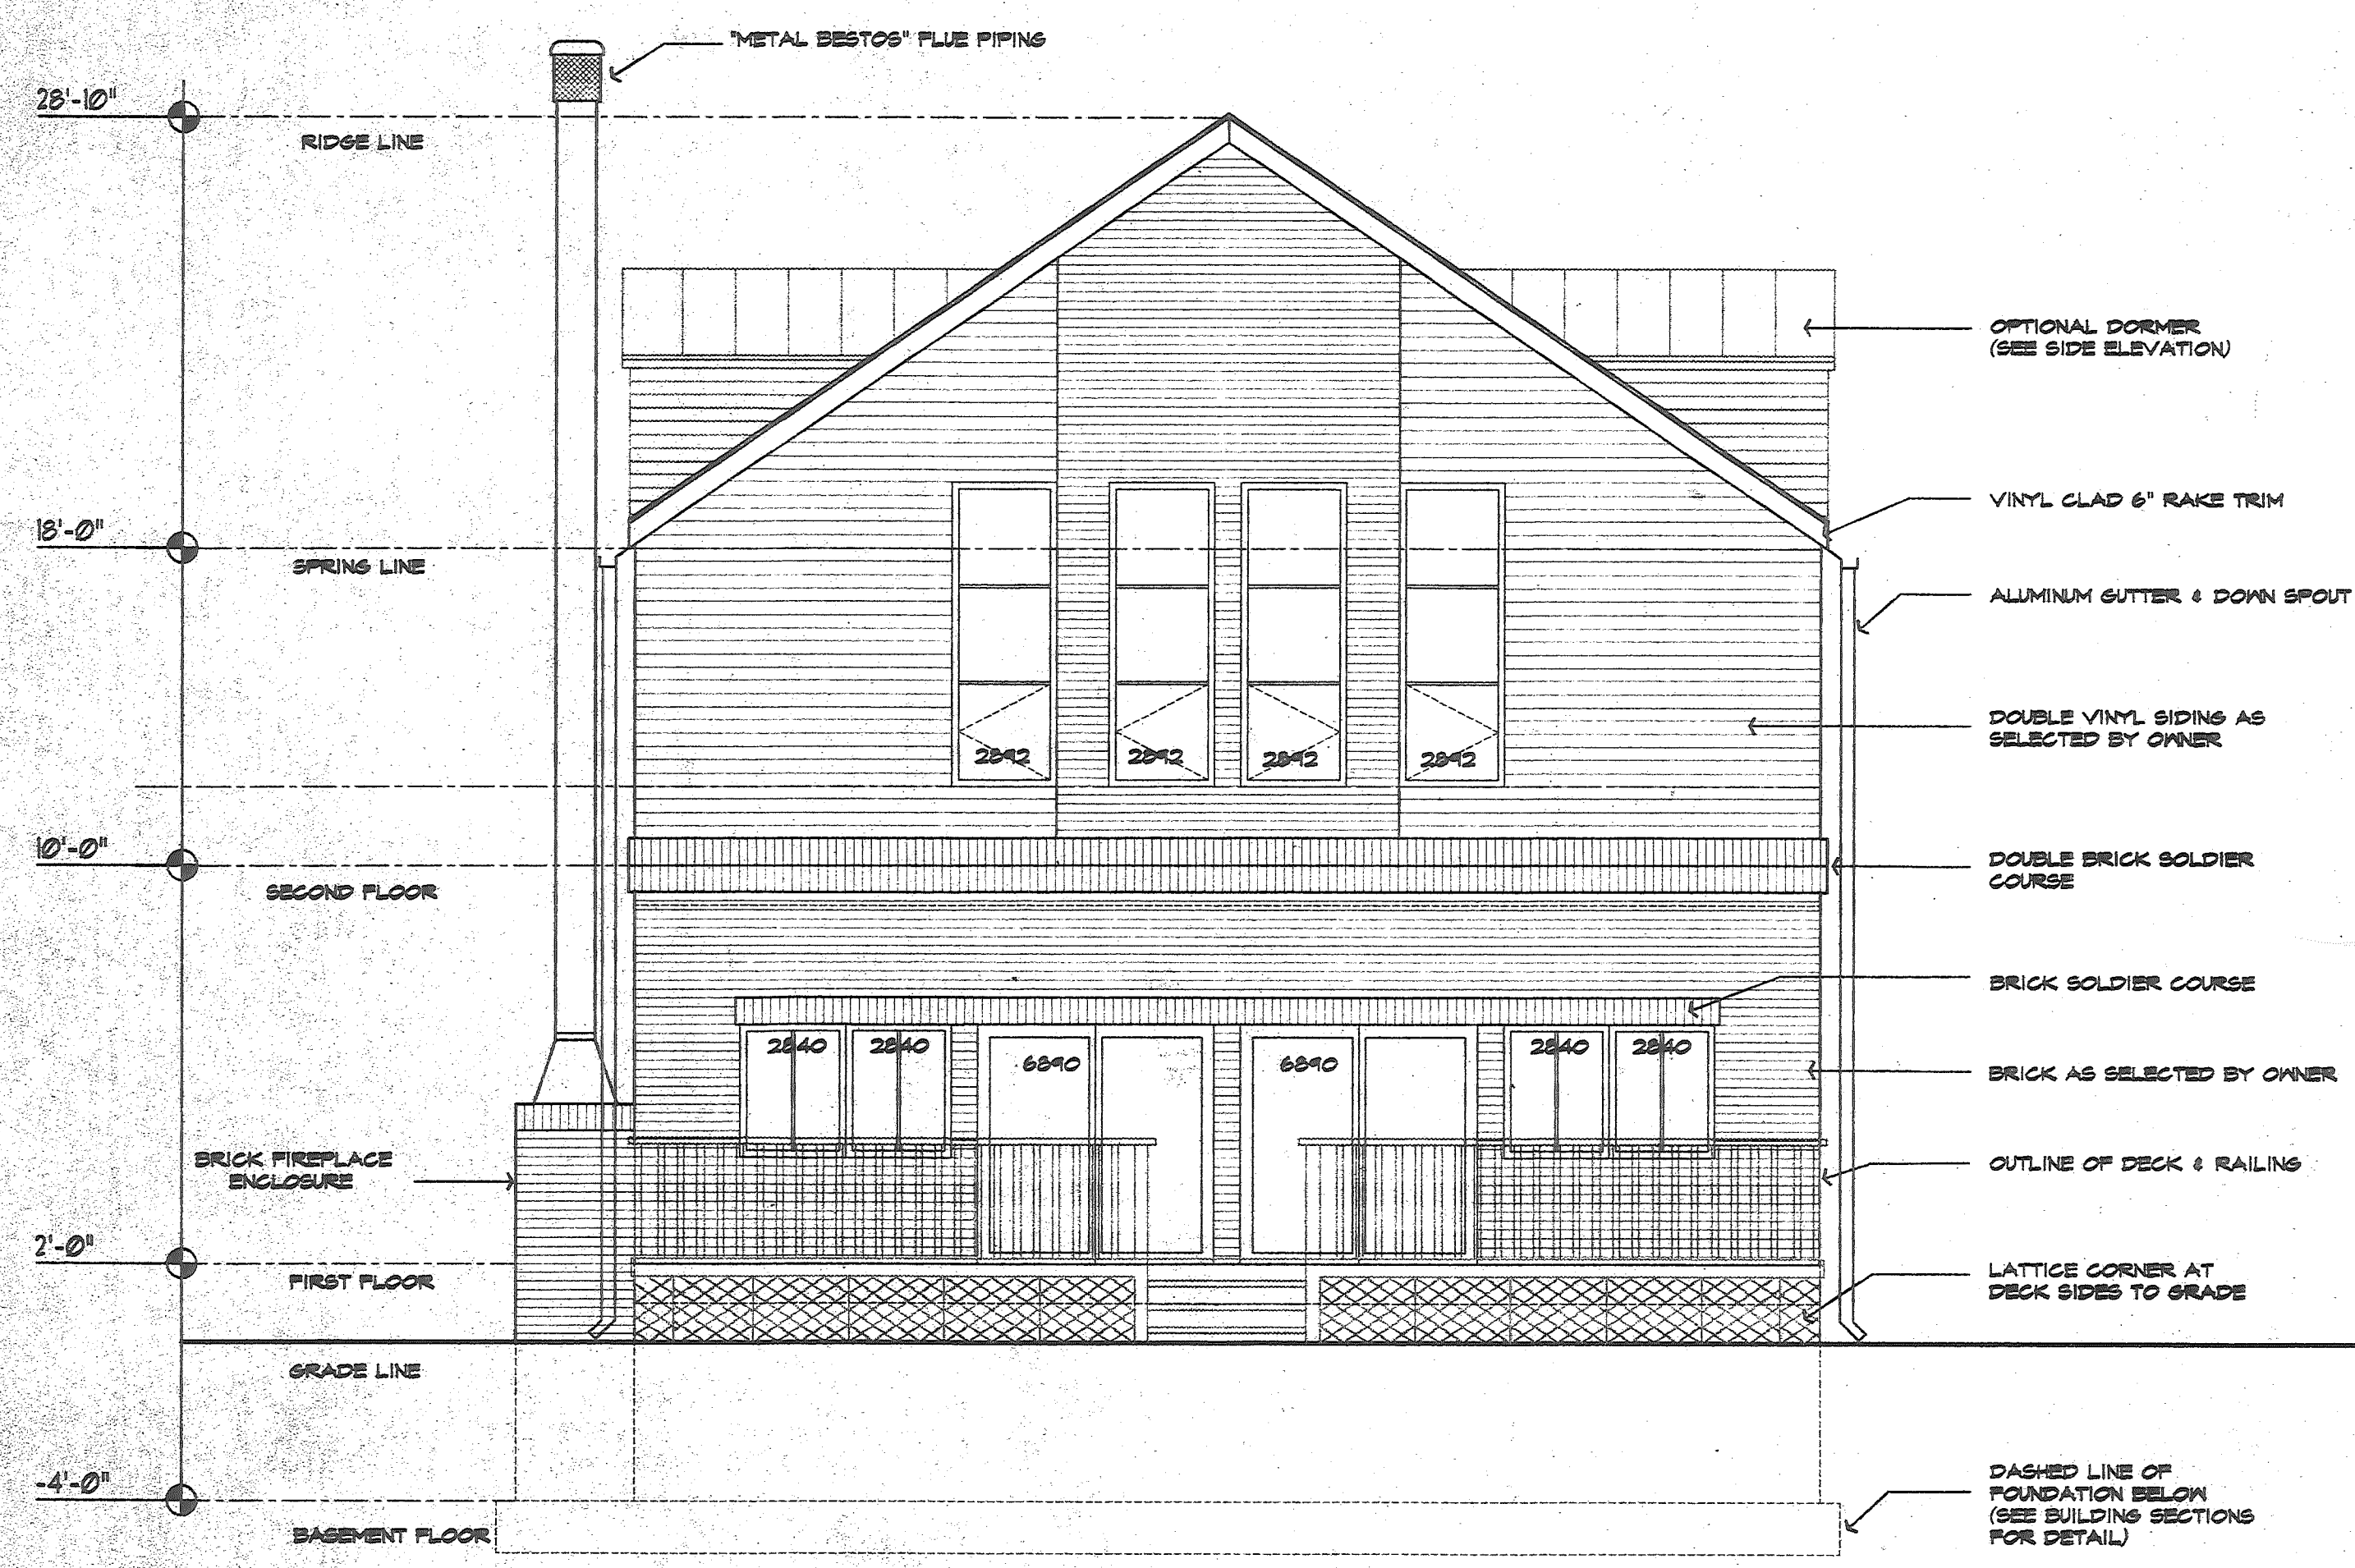 "METAL BESTOS" FLUE PIPING
28'-10"
RIDGE LINE
OPTIONAL DORMER
(SEE SIDE ELEVATION)
VINYL CLAD 6" RAKE TRIM
18'-0"
SPRING LINE
ALUMINUM GUTTER & DOWN SPOUT
DOUBLE VINYL SIDING AS
SELECTED BY OWNER
2892 2892 2892 2892
10'-0"
SECOND FLOOR
DOUBLE BRICK SOLDIER
COURSE
BRICK SOLDIER COURSE
2840 2840 6890 6890 2840 2840
BRICK AS SELECTED BY OWNER
BRICK FIREPLACE
ENCLOSURE
OUTLINE OF DECK & RAILING
2'-0"
FIRST FLOOR
LATTICE CORNER AT
DECK SIDES TO GRADE
GRADE LINE
-4'-0"
BASEMENT FLOOR
DASHED LINE OF
FOUNDATION BELOW
(SEE BUILDING SECTIONS
FOR DETAIL)